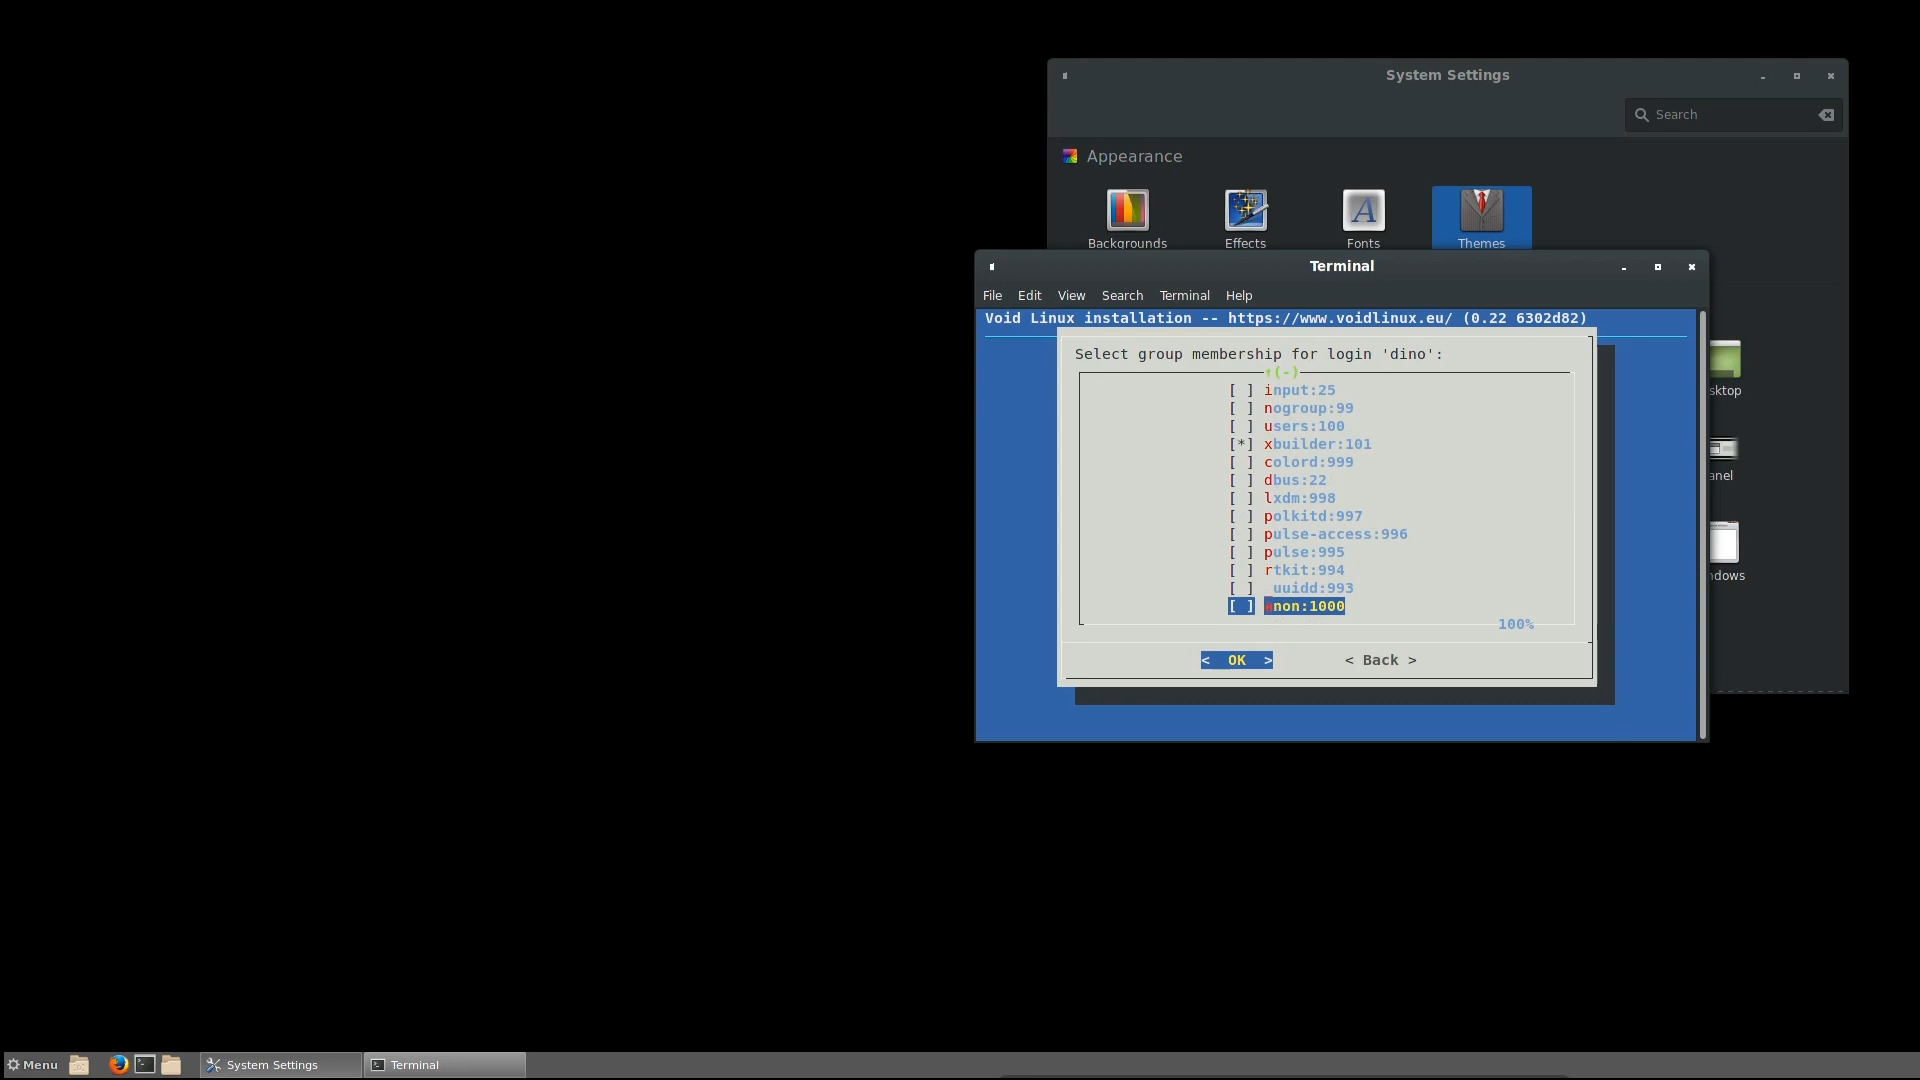 System Settings
Search
Appearance
Backgrounds
Effects
Fonts
Themes
Terminal
File Edit View Search Terminal Help
Void Linux installation -- https://www.voidlinux.eu/ (0.22 6302d82)
Select group membership for login 'dino':
↑(-)
[ ] input:25
[ ] nogroup:99
[ ] users:100
[*] xbuilder:101
[ ] colord:999
[ ] dbus:22
[ ] lxdm:998
[ ] polkitd:997
[ ] pulse-access:996
[ ] pulse:995
[ ] rtkit:994
[ ] _uuidd:993
[ ] anon:1000
100%
< OK > < Back >
sktop
anel
ndows
Menu
System Settings
Terminal